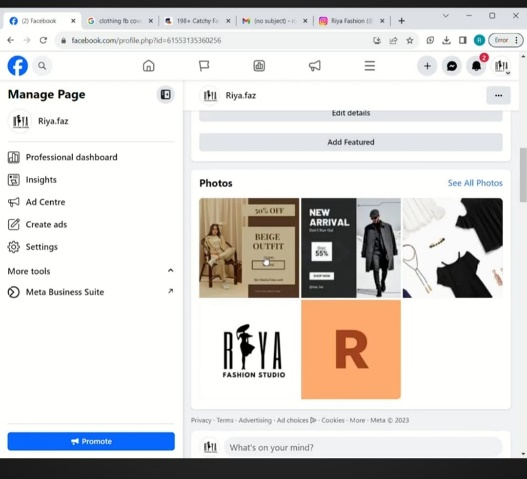 (2) Facebook
clothing fb cov
198+ Catchy Fa
(no subject) - r
Riya Fashion (@
facebook.com/profile.php?id=61553135360256
R
Error
2
Manage Page
Riya.faz
Riya.faz
Professional dashboard
Insights
Ad Centre
Create ads
Settings
More tools
Meta Business Suite
Promote
Edit details
Add Featured
Photos
See All Photos
50% OFF
BEIGE
OUTFIT
NEW
ARRIVAL
55%
SHOP NOW
RIYA
FASHION STUDIO
R
Privacy · Terms · Advertising · Ad choices · Cookies · More · Meta © 2023
What's on your mind?